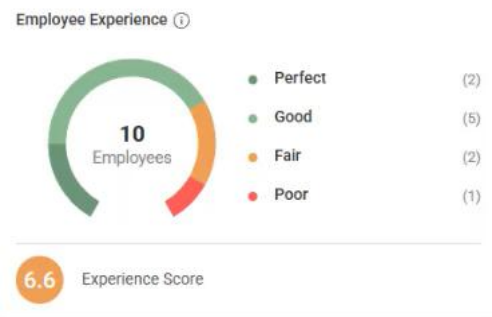 Employee Experience
10
Employees
Perfect (2)
Good (5)
Fair (2)
Poor (1)
6.6 Experience Score